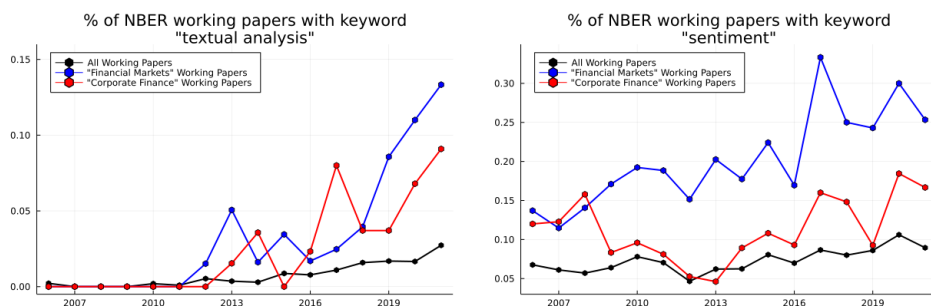 % of NBER working papers with keyword
"textual analysis"
All Working Papers
"Financial Markets" Working Papers
"Corporate Finance" Working Papers
0.15
0.10
0.05
0.00
2007
2010
2013
2016
2019
% of NBER working papers with keyword
"sentiment"
All Working Papers
"Financial Markets" Working Papers
"Corporate Finance" Working Papers
0.30
0.25
0.20
0.15
0.10
0.05
2007
2010
2013
2016
2019